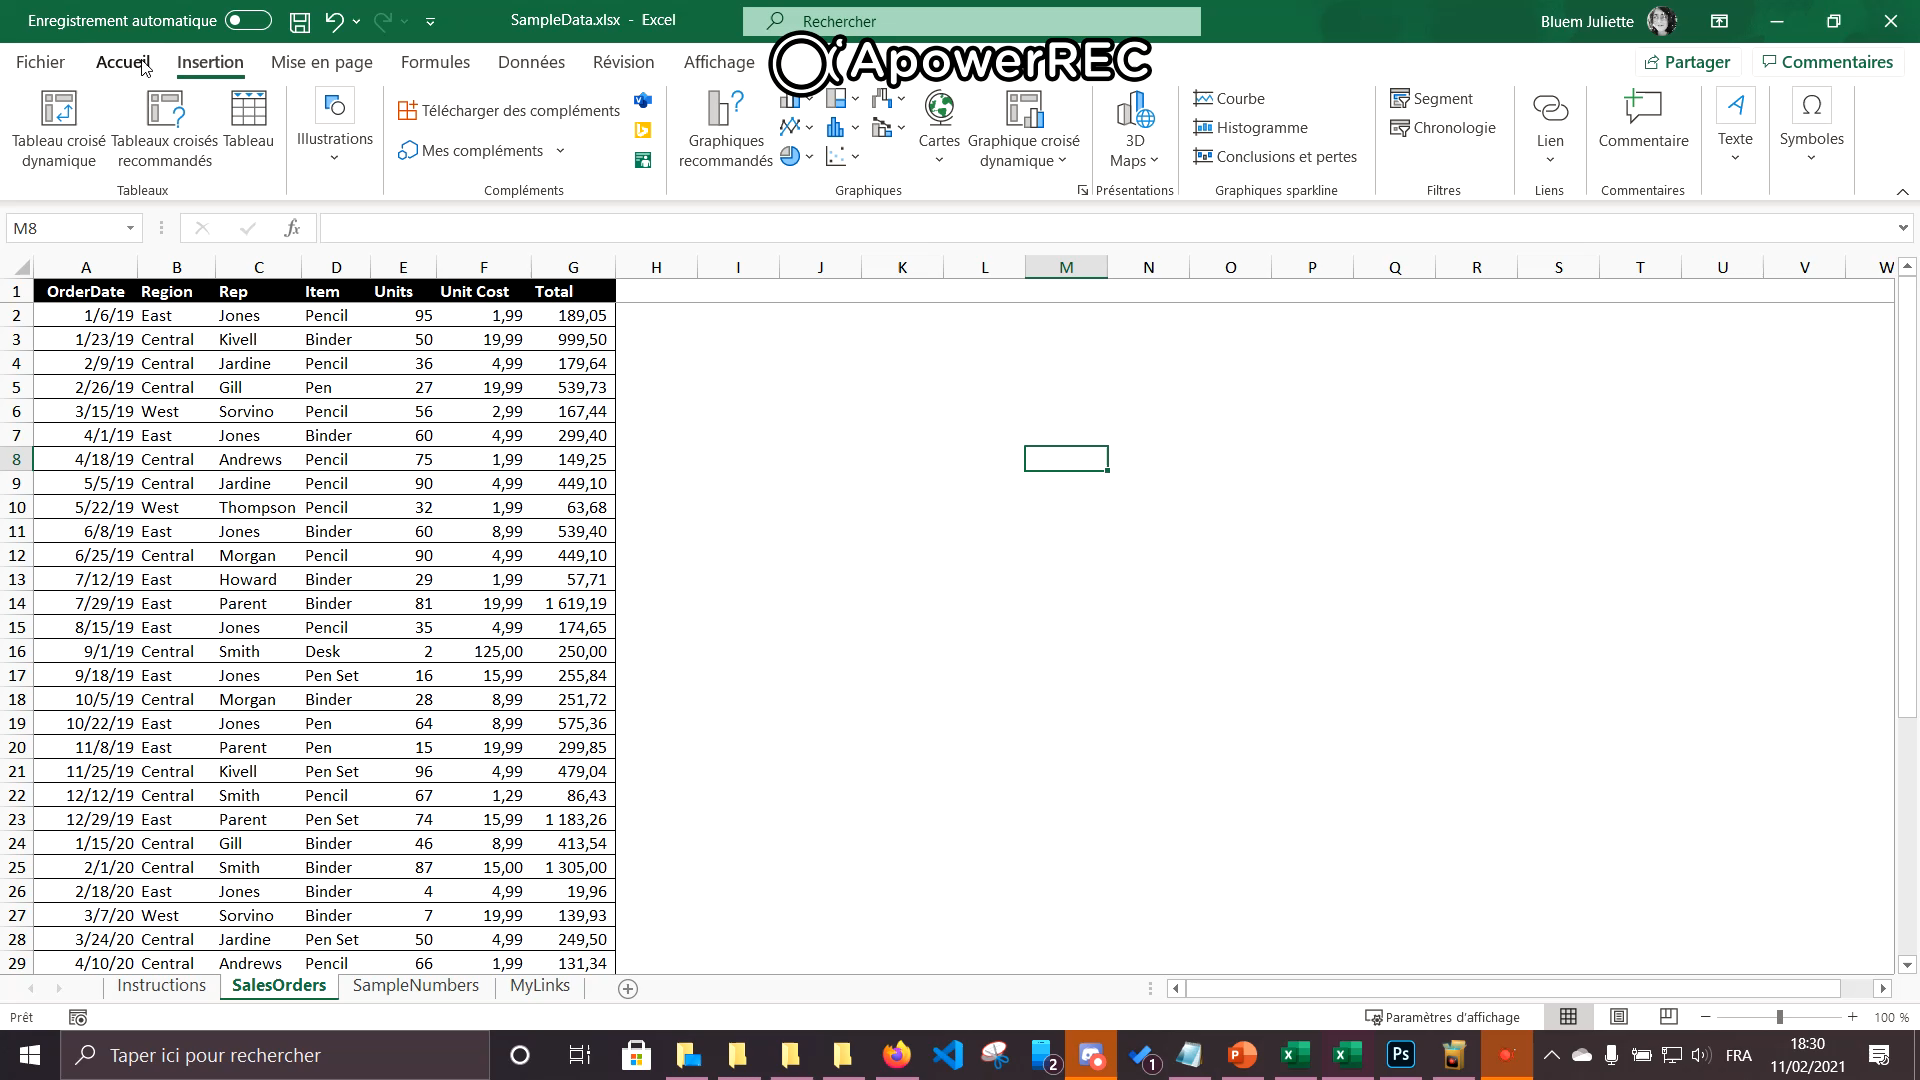 Enregistrement automatique SampleData.xlsx - Excel Rechercher Bluem Juliette
Fichier Accueil Insertion Mise en page Formules Données Révision Affichage ApowerREC Partager Commentaires
Tableau croisé dynamique Tableaux croisés recommandés Tableau
Tableaux
Illustrations
Télécharger des compléments
Mes compléments
Compléments
Graphiques recommandés Cartes Graphique croisé dynamique
Graphiques
3D Maps
Présentations
Courbe
Histogramme
Conclusions et pertes
Graphiques sparkline
Segment
Chronologie
Filtres
Lien
Liens
Commentaire
Commentaires
Texte
Symboles
M8 fx
A B C D E F G H I J K L M N O P Q R S T U V W
1 OrderDate Region Rep Item Units Unit Cost Total
2 1/6/19 East Jones Pencil 95 1,99 189,05
3 1/23/19 Central Kivell Binder 50 19,99 999,50
4 2/9/19 Central Jardine Pencil 36 4,99 179,64
5 2/26/19 Central Gill Pen 27 19,99 539,73
6 3/15/19 West Sorvino Pencil 56 2,99 167,44
7 4/1/19 East Jones Binder 60 4,99 299,40
8 4/18/19 Central Andrews Pencil 75 1,99 149,25
9 5/5/19 Central Jardine Pencil 90 4,99 449,10
10 5/22/19 West Thompson Pencil 32 1,99 63,68
11 6/8/19 East Jones Binder 60 8,99 539,40
12 6/25/19 Central Morgan Pencil 90 4,99 449,10
13 7/12/19 East Howard Binder 29 1,99 57,71
14 7/29/19 East Parent Binder 81 19,99 1 619,19
15 8/15/19 East Jones Pencil 35 4,99 174,65
16 9/1/19 Central Smith Desk 2 125,00 250,00
17 9/18/19 East Jones Pen Set 16 15,99 255,84
18 10/5/19 Central Morgan Binder 28 8,99 251,72
19 10/22/19 East Jones Pen 64 8,99 575,36
20 11/8/19 East Parent Pen 15 19,99 299,85
21 11/25/19 Central Kivell Pen Set 96 4,99 479,04
22 12/12/19 Central Smith Pencil 67 1,29 86,43
23 12/29/19 East Parent Pen Set 74 15,99 1 183,26
24 1/15/20 Central Gill Binder 46 8,99 413,54
25 2/1/20 Central Smith Binder 87 15,00 1 305,00
26 2/18/20 East Jones Binder 4 4,99 19,96
27 3/7/20 West Sorvino Binder 7 19,99 139,93
28 3/24/20 Central Jardine Pen Set 50 4,99 249,50
29 4/10/20 Central Andrews Pencil 66 1,99 131,34
Instructions SalesOrders SampleNumbers MyLinks
Prêt Paramètres d'affichage 100 %
Taper ici pour rechercher 2 1 Ps FRA 18:30
11/02/2021